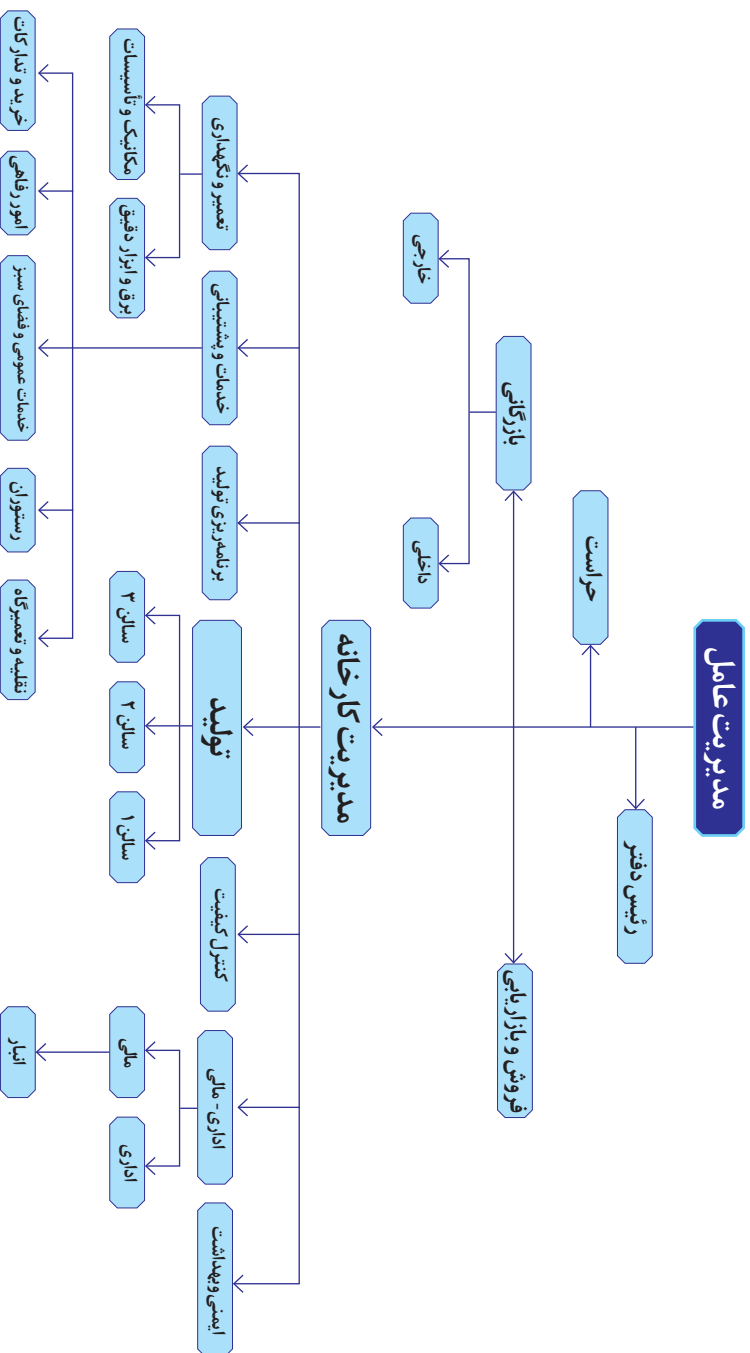 مدیریت عامل
رئیس دفتر
حراست
فروش و بازاریابی
بازرگانی
داخلی
خارجی
مدیریت کارخانه
ایمنی وبهداشت
اداری - مالی
کنترل کیفیت
تولید
برنامه‌ریزی تولید
خدمات و پشتیبانی
تعمیر و نگهداری
اداری
مالی
سالن ۱
سالن ۲
سالن ۳
برق و ابزار دقیق
مکانیک و تأسیسات
انبار
نقلیه و تعمیرگاه
رستوران
خدمات عمومی و فضای سبز
امور رفاهی
خرید و تدارکات